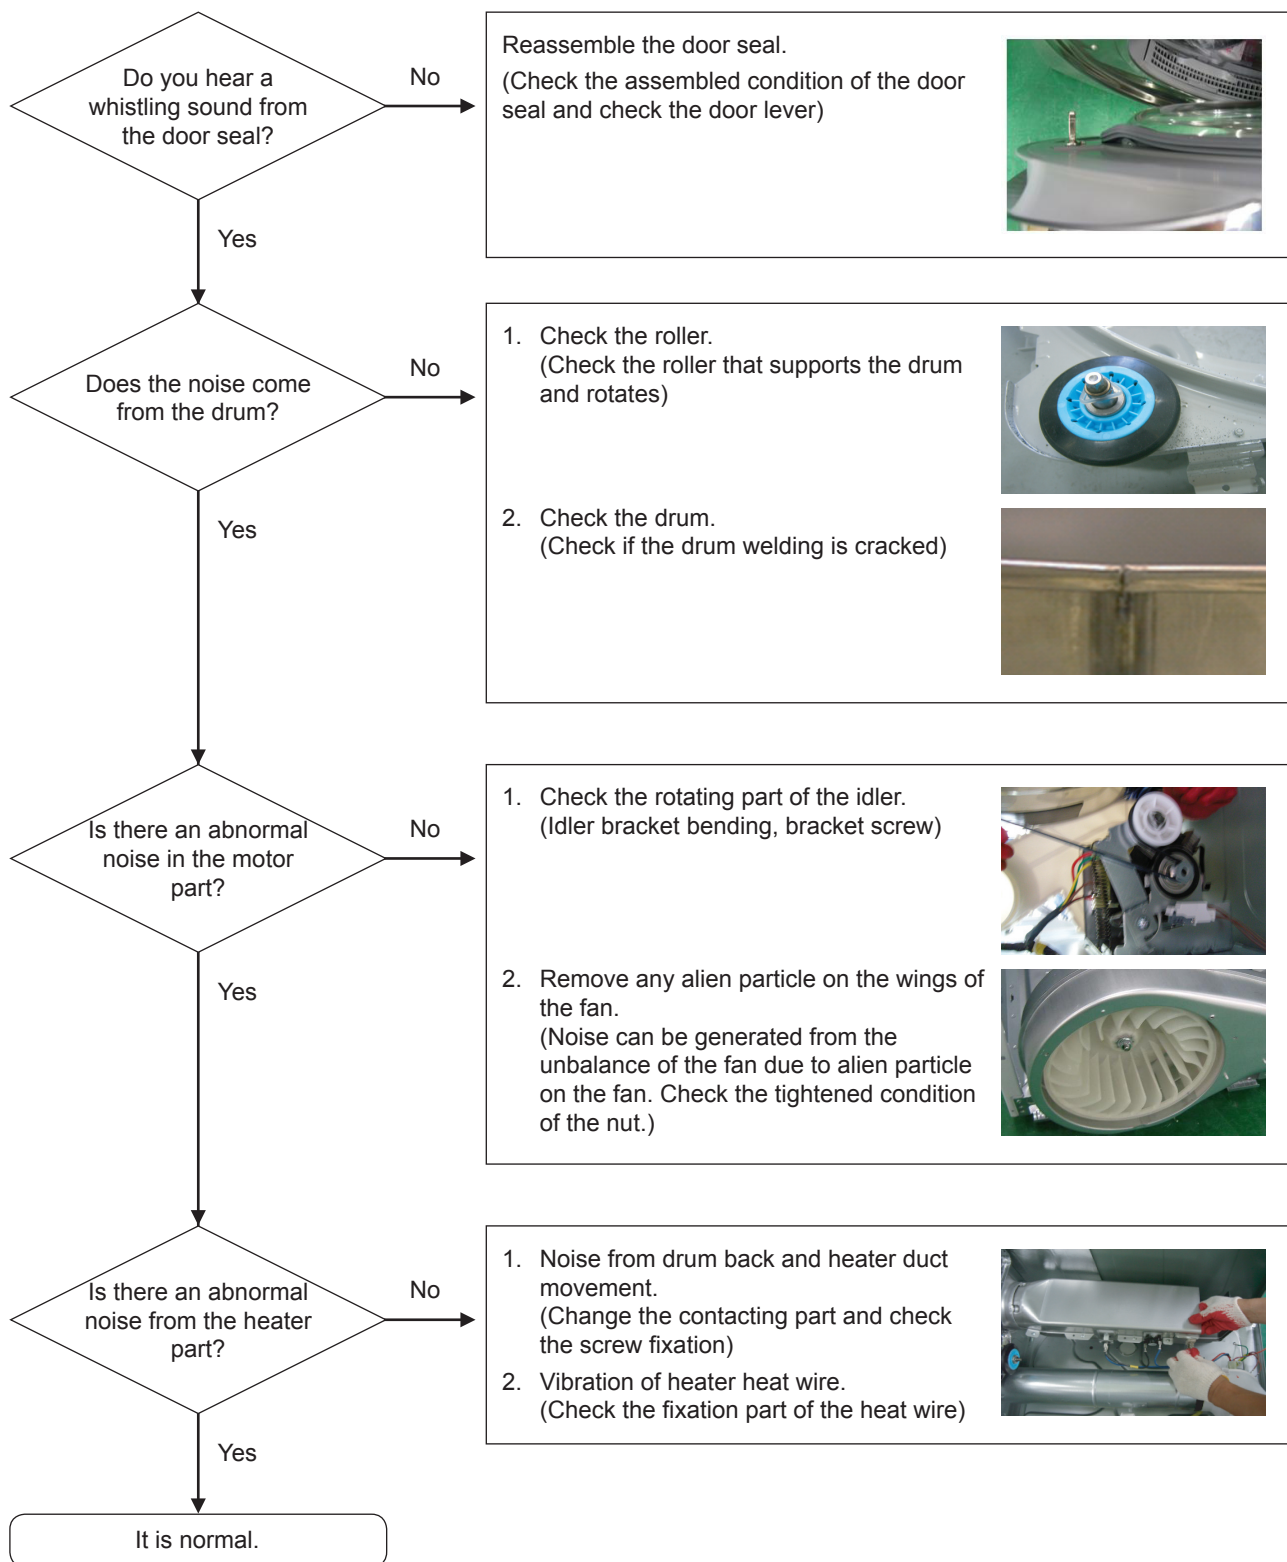 Do you hear a
whistling sound from
the door seal?
No
Yes
Reassemble the door seal.
(Check the assembled condition of the door
seal and check the door lever)
Does the noise come
from the drum?
No
Yes
1. Check the roller.
(Check the roller that supports the drum
and rotates)
2. Check the drum.
(Check if the drum welding is cracked)
Is there an abnormal
noise in the motor
part?
No
Yes
1. Check the rotating part of the idler.
(Idler bracket bending, bracket screw)
2. Remove any alien particle on the wings of
the fan.
(Noise can be generated from the
unbalance of the fan due to alien particle
on the fan. Check the tightened condition
of the nut.)
Is there an abnormal
noise from the heater
part?
No
Yes
1. Noise from drum back and heater duct
movement.
(Change the contacting part and check
the screw fixation)
2. Vibration of heater heat wire.
(Check the fixation part of the heat wire)
It is normal.